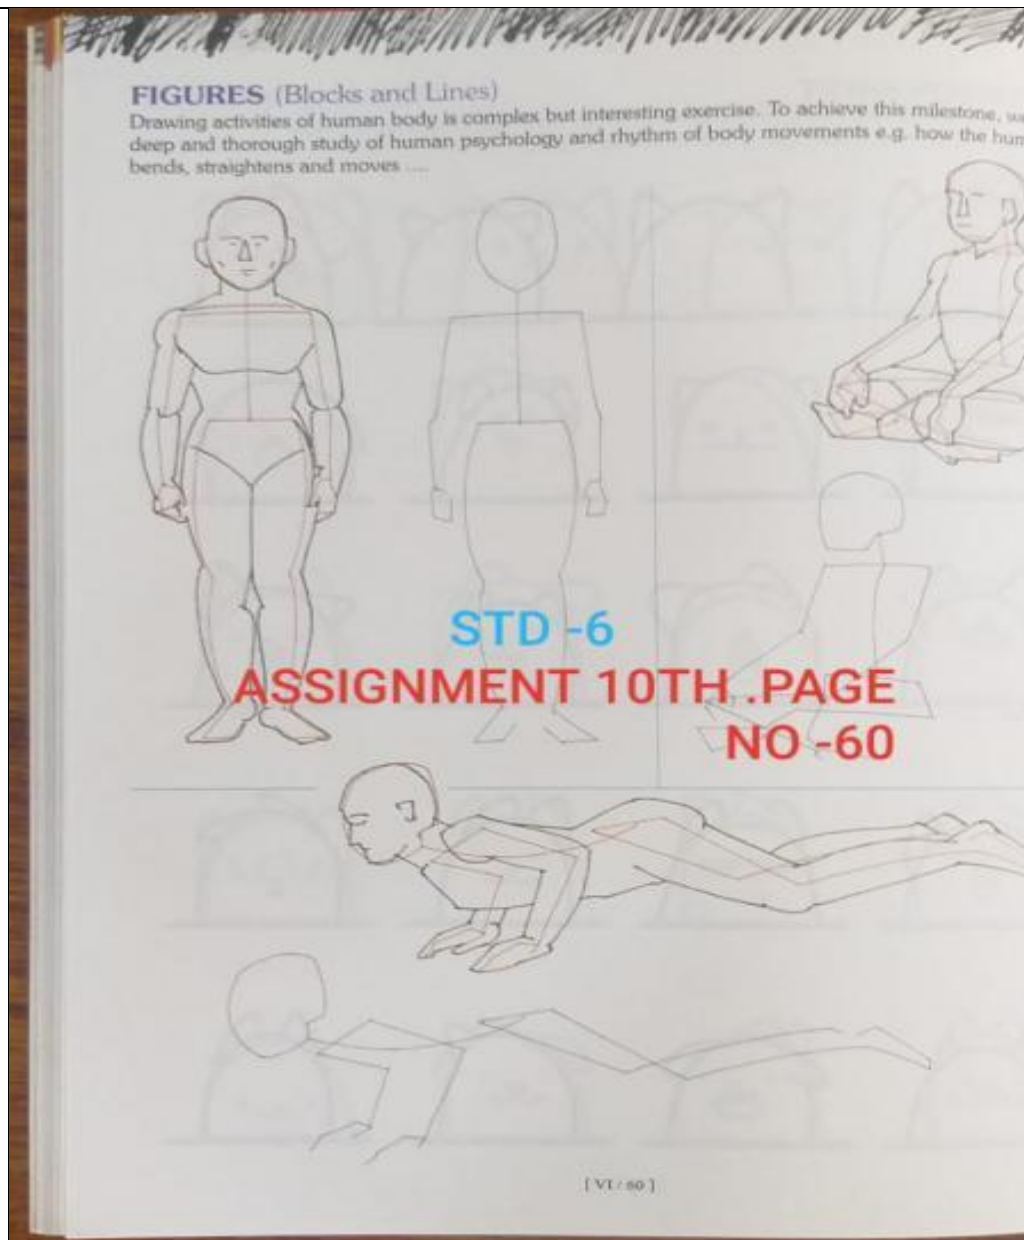 FIGURES (Blocks and Lines)
Drawing activities of human body is complex but interesting exercise. To achieve this milestone,
deep and thorough study of human psychology and rhythm of body movements e.g. how the
bends, straightens and moves ....
STD -6
ASSIGNMENT 10TH .PAGE
NO -60
[ VI / 60 ]